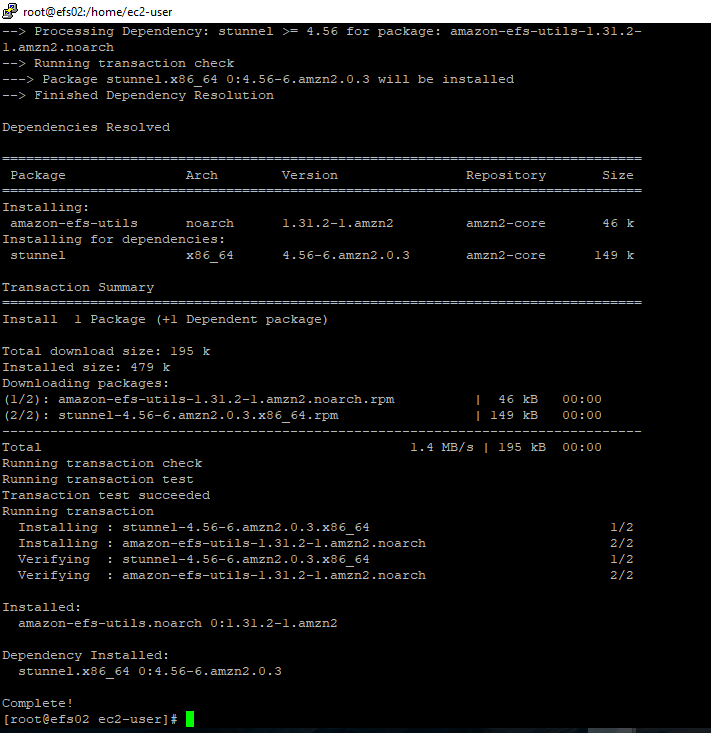 root@efs02:/home/ec2-user
--> Processing Dependency: stunnel >= 4.56 for package: amazon-efs-utils-1.31.2-
1.amzn2.noarch
--> Running transaction check
---> Package stunnel.x86_64 0:4.56-6.amzn2.0.3 will be installed
--> Finished Dependency Resolution

Dependencies Resolved

================================================================================
 Package               Arch        Version                Repository       Size
================================================================================
Installing:
 amazon-efs-utils      noarch      1.31.2-1.amzn2         amzn2-core       46 k
Installing for dependencies:
 stunnel               x86_64      4.56-6.amzn2.0.3       amzn2-core      149 k

Transaction Summary
================================================================================
Install  1 Package (+1 Dependent package)

Total download size: 195 k
Installed size: 479 k
Downloading packages:
(1/2): amazon-efs-utils-1.31.2-1.amzn2.noarch.rpm          |  46 kB   00:00
(2/2): stunnel-4.56-6.amzn2.0.3.x86_64.rpm                 | 149 kB   00:00
--------------------------------------------------------------------------------
Total                                              1.4 MB/s | 195 kB  00:00
Running transaction check
Running transaction test
Transaction test succeeded
Running transaction
  Installing : stunnel-4.56-6.amzn2.0.3.x86_64                              1/2
  Installing : amazon-efs-utils-1.31.2-1.amzn2.noarch                       2/2
  Verifying  : stunnel-4.56-6.amzn2.0.3.x86_64                              1/2
  Verifying  : amazon-efs-utils-1.31.2-1.amzn2.noarch                       2/2

Installed:
  amazon-efs-utils.noarch 0:1.31.2-1.amzn2

Dependency Installed:
  stunnel.x86_64 0:4.56-6.amzn2.0.3

Complete!
[root@efs02 ec2-user]#